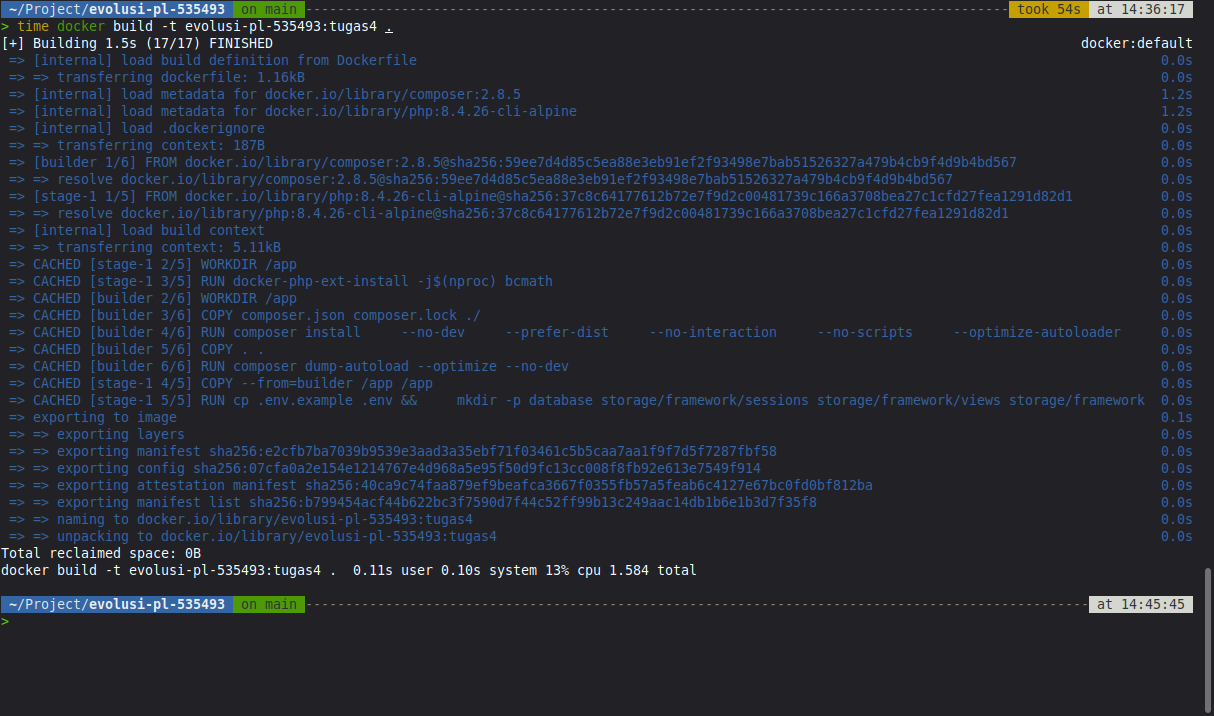 ~/Project/evolusi-pl-535493 on main took 54s at 14:36:17
> time docker build -t evolusi-pl-535493:tugas4 .
[+] Building 1.5s (17/17) FINISHED docker:default
=> [internal] load build definition from Dockerfile 0.0s
=> => transferring dockerfile: 1.16kB 0.0s
=> [internal] load metadata for docker.io/library/composer:2.8.5 1.2s
=> [internal] load metadata for docker.io/library/php:8.4.26-cli-alpine 1.2s
=> [internal] load .dockerignore 0.0s
=> => transferring context: 187B 0.0s
=> [builder 1/6] FROM docker.io/library/composer:2.8.5@sha256:59ee7d4d85c5ea88e3eb91ef2f93498e7bab51526327a479b4cb9f4d9b4bd567 0.0s
=> => resolve docker.io/library/composer:2.8.5@sha256:59ee7d4d85c5ea88e3eb91ef2f93498e7bab51526327a479b4cb9f4d9b4bd567 0.0s
=> [stage-1 1/5] FROM docker.io/library/php:8.4.26-cli-alpine@sha256:37c8c64177612b72e7f9d2c00481739c166a3708bea27c1cfd27fea1291d82d1 0.0s
=> => resolve docker.io/library/php:8.4.26-cli-alpine@sha256:37c8c64177612b72e7f9d2c00481739c166a3708bea27c1cfd27fea1291d82d1 0.0s
=> [internal] load build context 0.0s
=> => transferring context: 5.11kB 0.0s
=> CACHED [stage-1 2/5] WORKDIR /app 0.0s
=> CACHED [stage-1 3/5] RUN docker-php-ext-install -j$(nproc) bcmath 0.0s
=> CACHED [builder 2/6] WORKDIR /app 0.0s
=> CACHED [builder 3/6] COPY composer.json composer.lock ./ 0.0s
=> CACHED [builder 4/6] RUN composer install     --no-dev     --prefer-dist     --no-interaction     --no-scripts     --optimize-autoloader 0.0s
=> CACHED [builder 5/6] COPY . . 0.0s
=> CACHED [builder 6/6] RUN composer dump-autoload --optimize --no-dev 0.0s
=> CACHED [stage-1 4/5] COPY --from=builder /app /app 0.0s
=> CACHED [stage-1 5/5] RUN cp .env.example .env &&     mkdir -p database storage/framework/sessions storage/framework/views storage/framework 0.0s
=> exporting to image 0.1s
=> => exporting layers 0.0s
=> => exporting manifest sha256:e2cfb7ba7039b9539e3aad3a35ebf71f03461c5b5caa7aa1f9f7d5f7287fbf58 0.0s
=> => exporting config sha256:07cfa0a2e154e1214767e4d968a5e95f50d9fc13cc008f8fb92e613e7549f914 0.0s
=> => exporting attestation manifest sha256:40ca9c74faa879ef9beafca3667f0355fb57a5feab6c4127e67bc0fd0bf812ba 0.0s
=> => exporting manifest list sha256:b799454acf44b622bc3f7590d7f44c52ff99b13c249aac14db1b6e1b3d7f35f8 0.0s
=> => naming to docker.io/library/evolusi-pl-535493:tugas4 0.0s
=> => unpacking to docker.io/library/evolusi-pl-535493:tugas4 0.0s
Total reclaimed space: 0B
docker build -t evolusi-pl-535493:tugas4 .  0.11s user 0.10s system 13% cpu 1.584 total
~/Project/evolusi-pl-535493 on main at 14:45:45
>